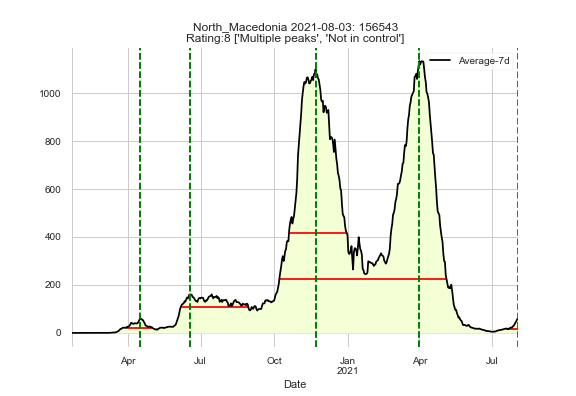 North_Macedonia 2021-08-03: 156543
Rating:8 ['Multiple peaks', 'Not in control']
Average-7d
1000
800
600
400
200
0
Apr
Jul
Oct
Jan
2021
Apr
Jul
Date